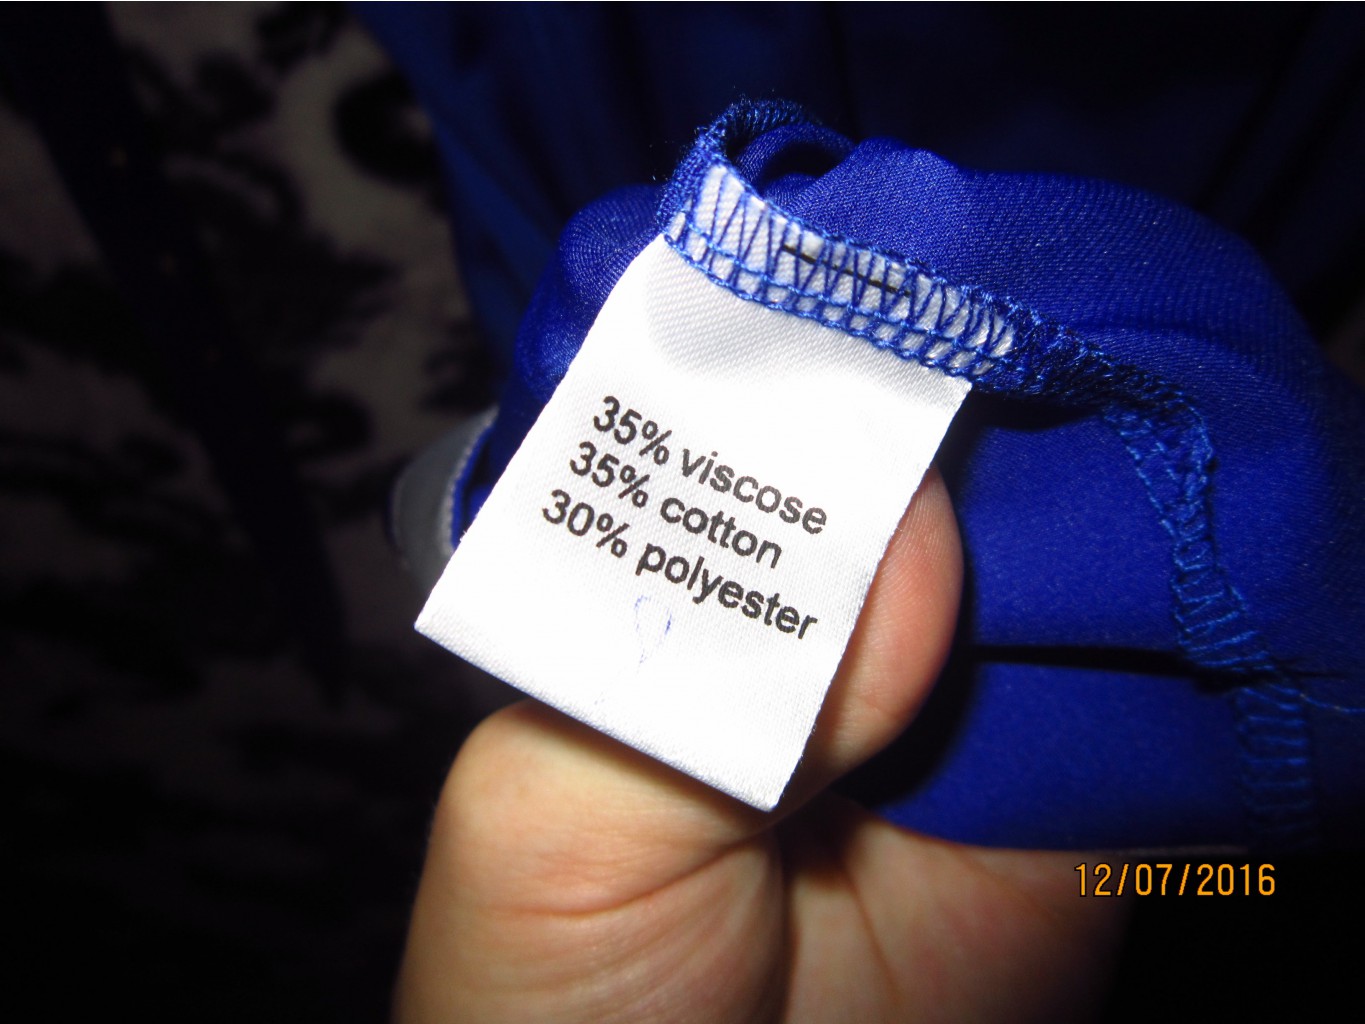 35% viscose
35% cotton
30% polyester
12/07/2016